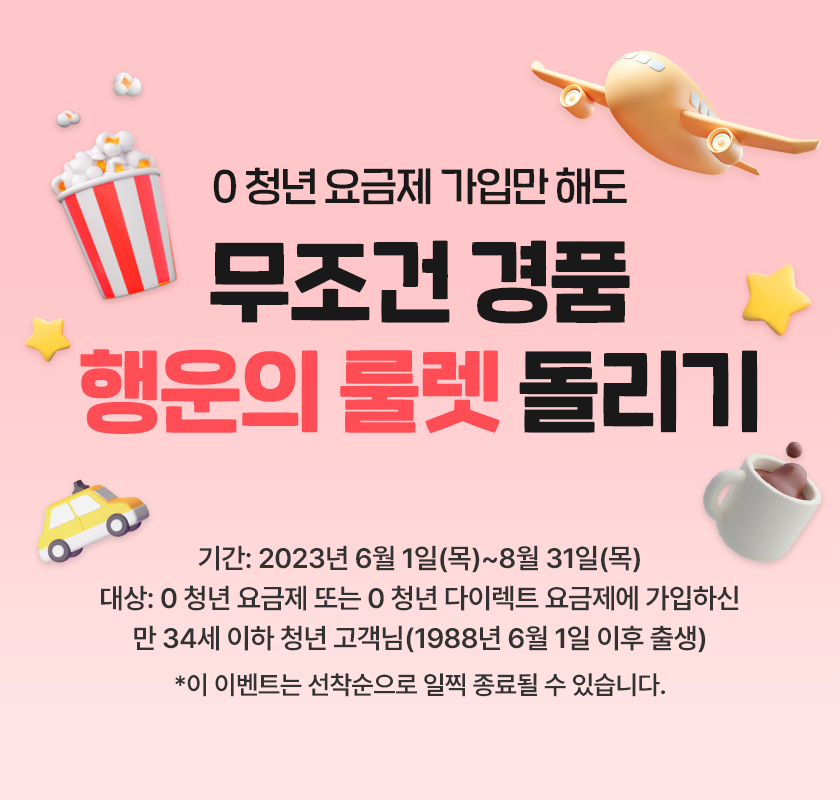 0 청년 요금제 가입만 해도
무조건 경품
행운의 룰렛 돌리기
기간: 2023년 6월 1일(목)~8월 31일(목)
대상: 0 청년 요금제 또는 0 청년 다이렉트 요금제에 가입하신
만 34세 이하 청년 고객님(1988년 6월 1일 이후 출생)
*이 이벤트는 선착순으로 일찍 종료될 수 있습니다.